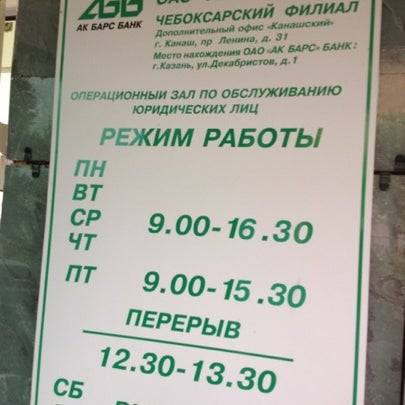 АК БАРС БАНК
ЧЕБОКСАРСКИЙ ФИЛИАЛ
Дополнительный офис «Канашский»
г. Канаш, пр Ленина, д. 31
Место нахождения ОАО «АК БАРС» БАНК:
г.Казань, ул.Декабристов, д.1
ОПЕРАЦИОННЫЙ ЗАЛ ПО ОБСЛУЖИВАНИЮ
ЮРИДИЧЕСКИХ ЛИЦ
РЕЖИМ РАБОТЫ
ПН
ВТ
СР
ЧТ
9.00-16.30
ПТ
9.00-15.30
ПЕРЕРЫВ
12.30-13.30
СБ